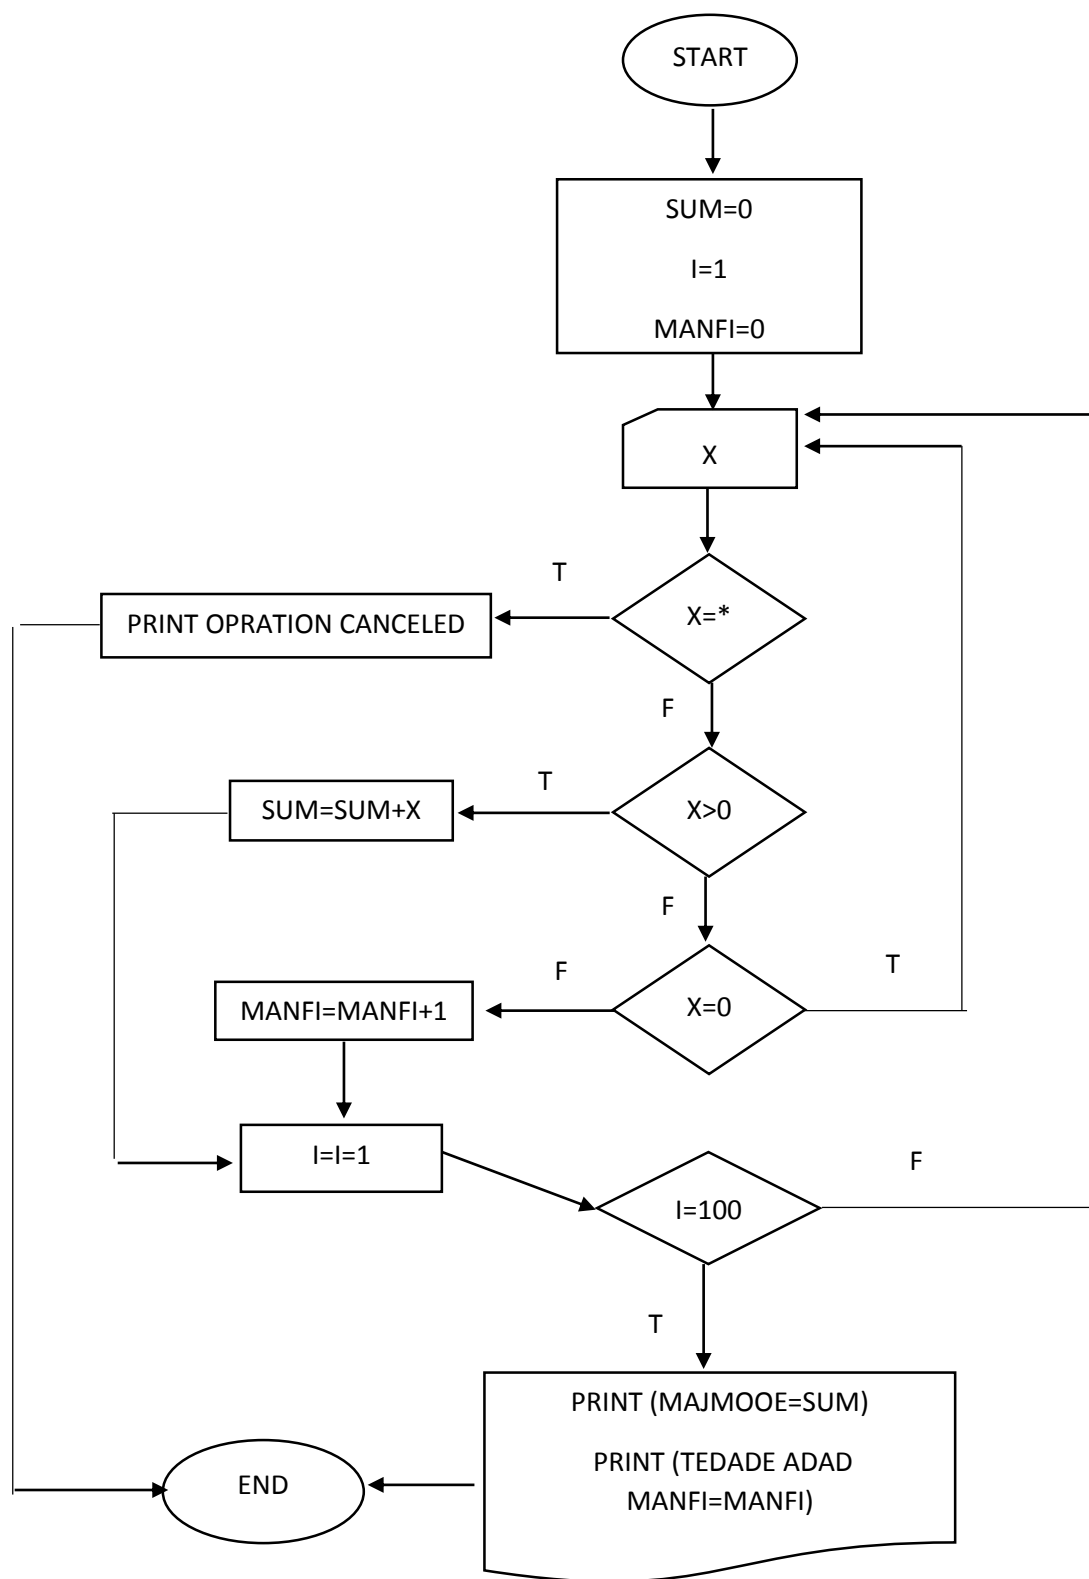 START
SUM=0
I=1
MANFI=0
X
T
X=*
PRINT OPRATION CANCELED
F
T
X>0
SUM=SUM+X
F
F
T
X=0
MANFI=MANFI+1
I=I=1
F
I=100
T
PRINT (MAJMOOE=SUM)
PRINT (TEDADE ADAD
MANFI=MANFI)
END